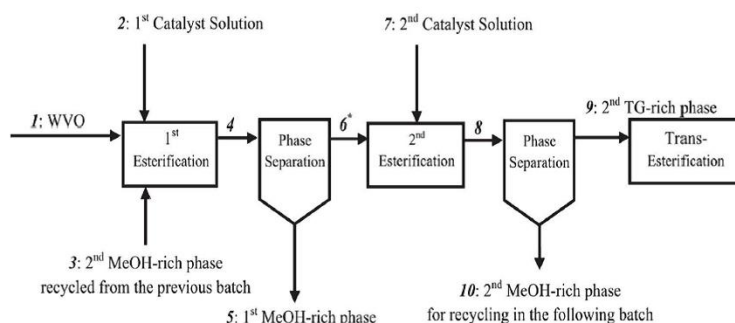 2: 1st Catalyst Solution
7: 2nd Catalyst Solution
1: WVO
1st
Esterification
4
Phase
Separation
6*
2nd
Esterification
8
Phase
Separation
9: 2nd TG-rich phase
Trans-
Esterification
3: 2nd MeOH-rich phase
recycled from the previous batch
5: 1st MeOH-rich phase
10: 2nd MeOH-rich phase
for recycling in the following batch